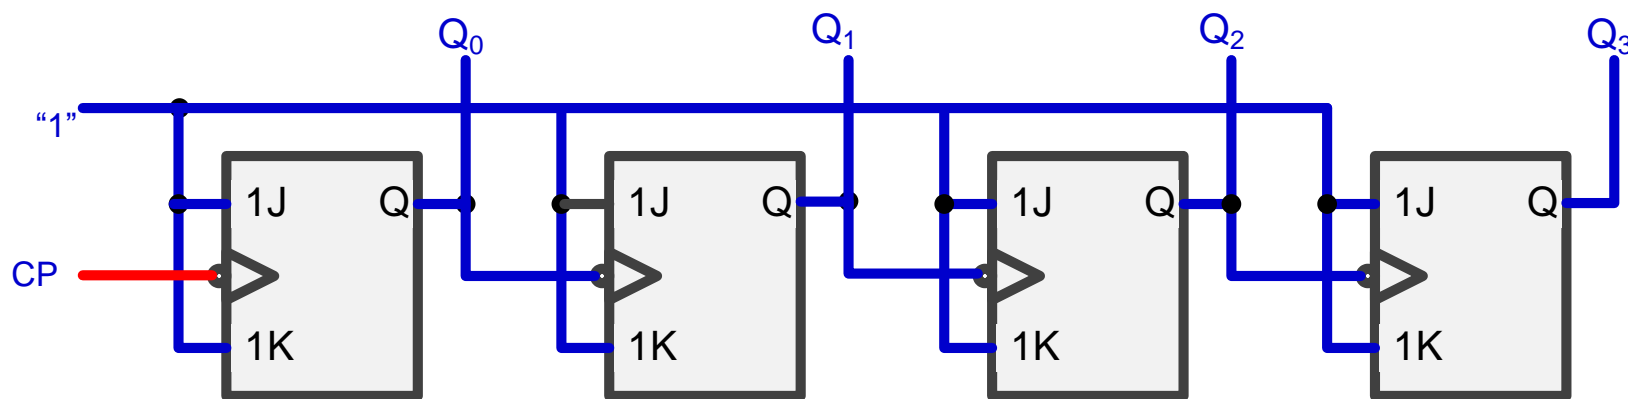 Q₀ Q₁ Q₂ Q₃
“1”
1J Q 1J Q 1J Q 1J Q
CP
1K 1K 1K 1K